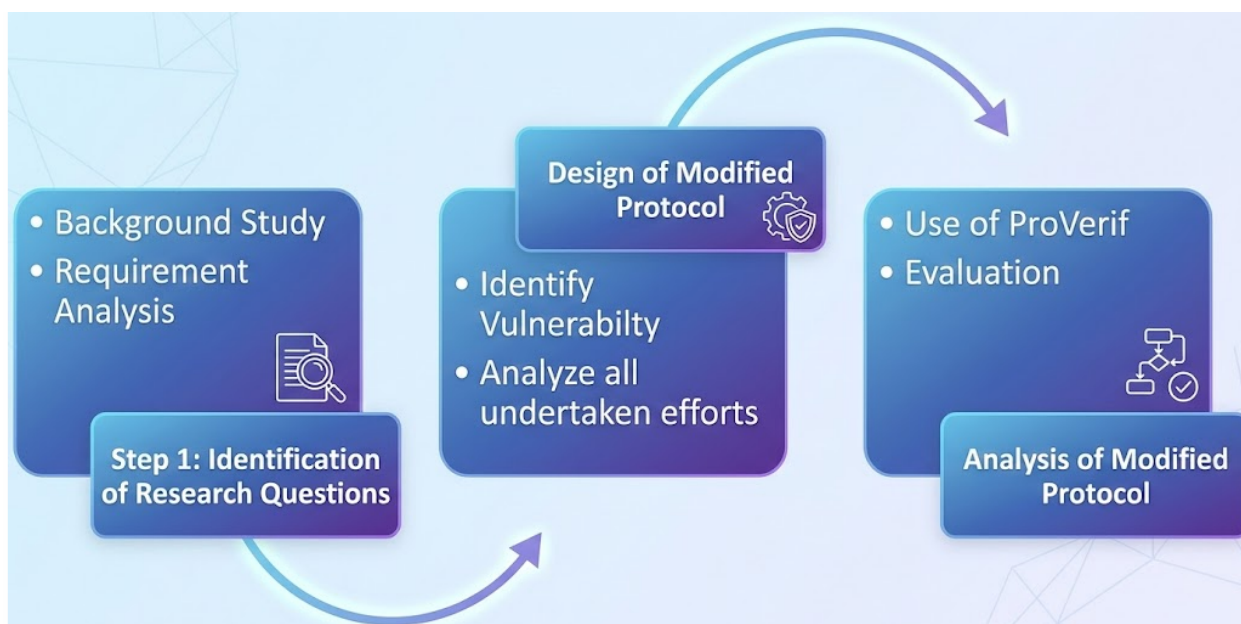 • Background Study
• Requirement
Analysis
Step 1: Identification
of Research Questions
Design of Modified
Protocol
• Identify
Vulnerabilty
• Analyze all
undertaken efforts
• Use of ProVerif
• Evaluation
Analysis of Modified
Protocol